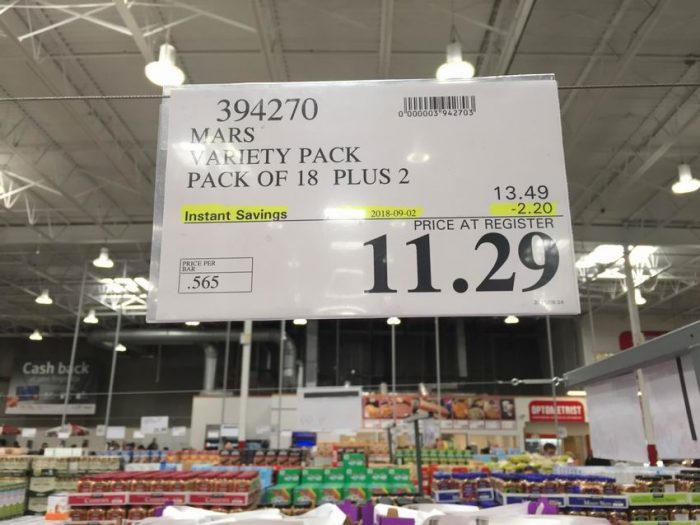 394270
0"000003"942703"
MARS
VARIETY PACK
PACK OF 18 PLUS 2
13.49
Instant Savings 2018-09-02 -2.20
PRICE AT REGISTER
11.29
PRICE PER
BAR
.565
Cash back
OPTOMETRIST